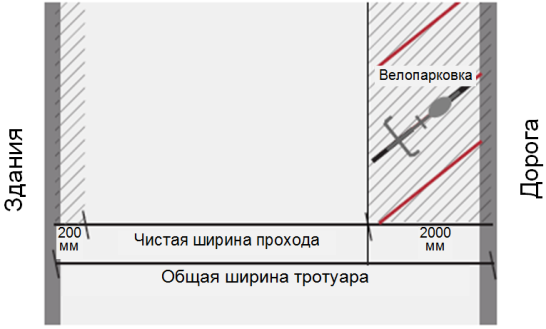 Велопарковка
Здания
Дорога
200
мм
Чистая ширина прохода
2000
мм
Общая ширина тротуара